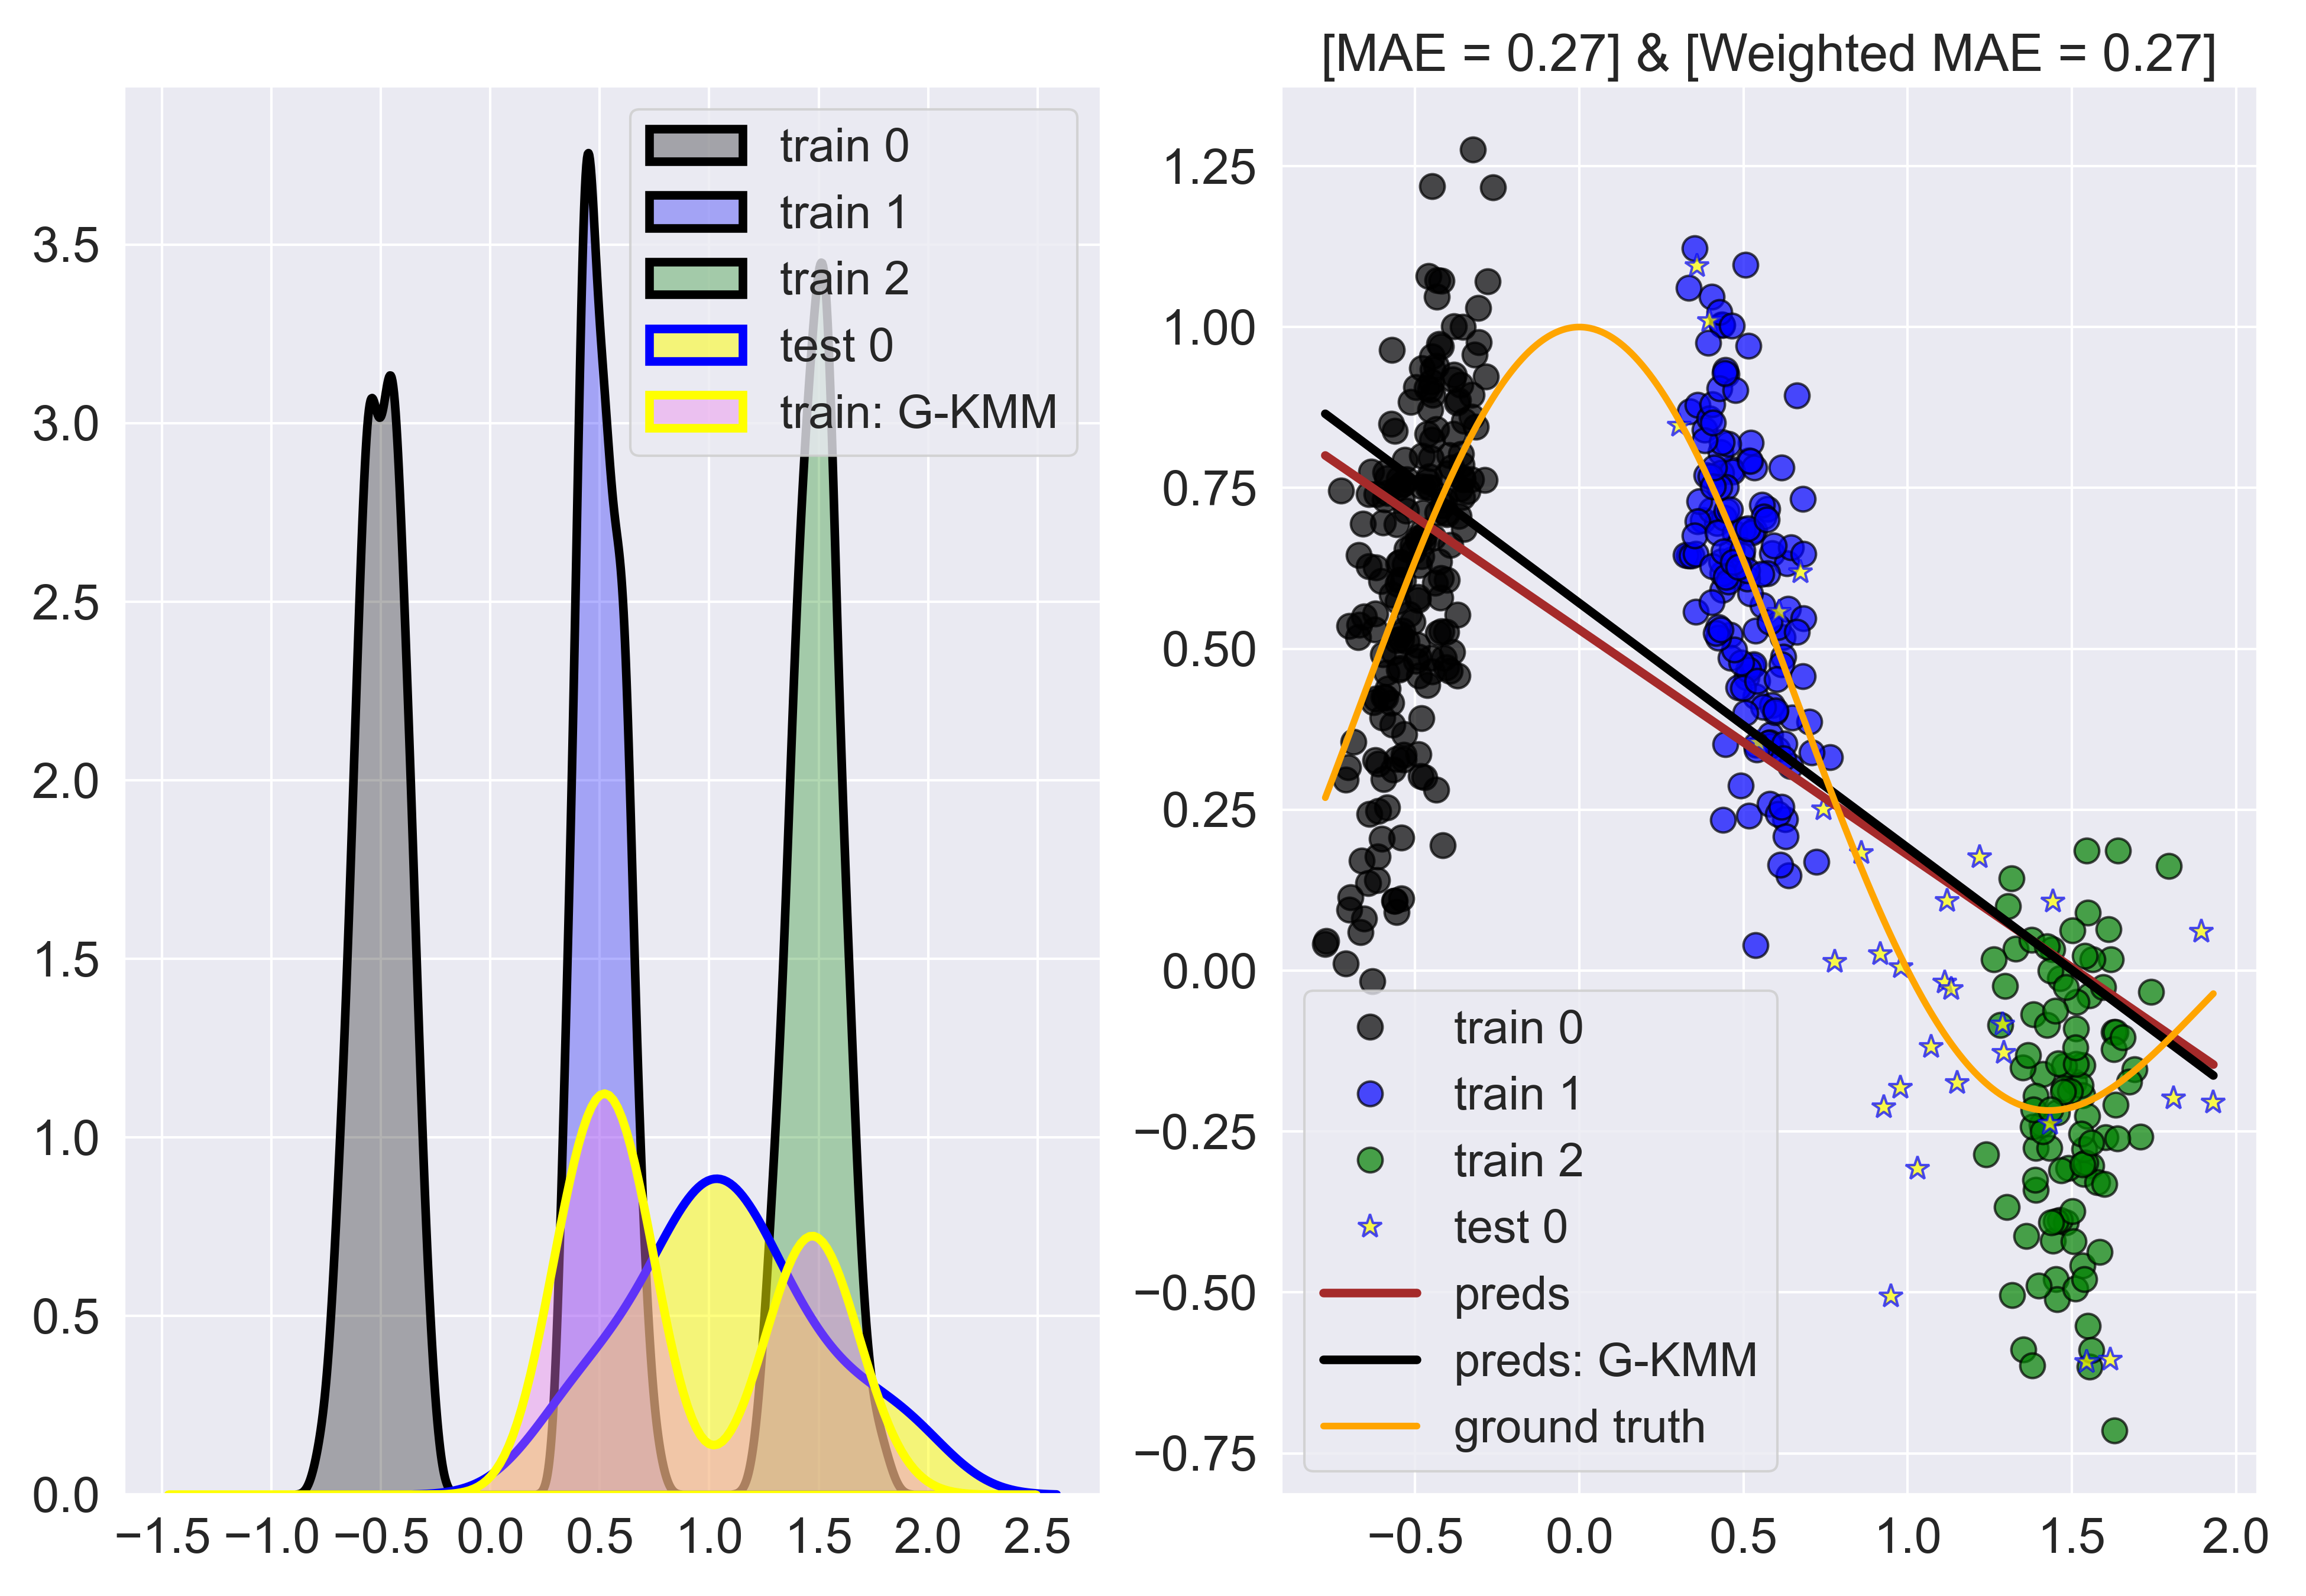 [MAE = 0.27] & [Weighted MAE = 0.27]
train 0
train 1
train 2
test 0
train: G-KMM
3.5
3.0
2.5
2.0
1.5
1.0
0.5
0.0
−1.5 −1.0 −0.5 0.0 0.5 1.0 1.5 2.0 2.5
1.25
1.00
0.75
0.50
0.25
0.00
−0.25
−0.50
−0.75
train 0
train 1
train 2
test 0
preds
preds: G-KMM
ground truth
−0.5 0.0 0.5 1.0 1.5 2.0